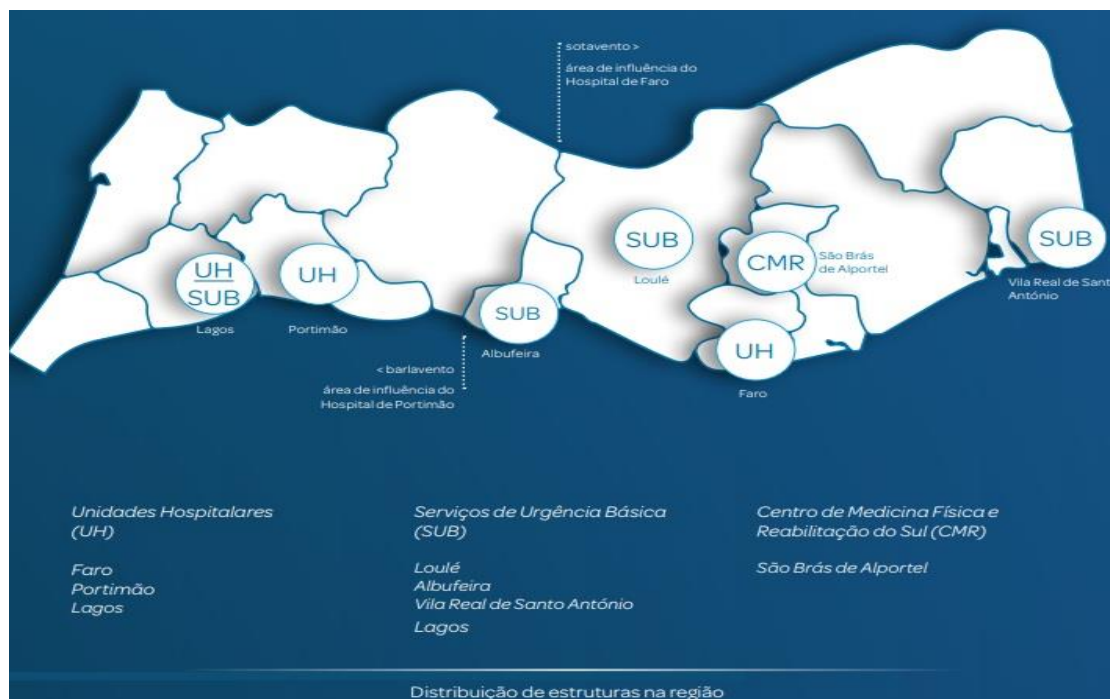 sotavento >
área de influência do
Hospital de Faro
SUB
Loulé
CMR
São Brás
de Alportel
SUB
Vila Real de Sant
António
UH
SUB
Lagos
UH
Portimão
SUB
Albufeira
UH
Faro
< barlavento
área de influência do
Hospital de Portimão
Unidades Hospitalares
(UH)
Faro
Portimão
Lagos
Serviços de Urgência Básica
(SUB)
Loulé
Albufeira
Vila Real de Santo António
Lagos
Centro de Medicina Física e
Reabilitação do Sul (CMR)
São Brás de Alportel
Distribuição de estruturas na região